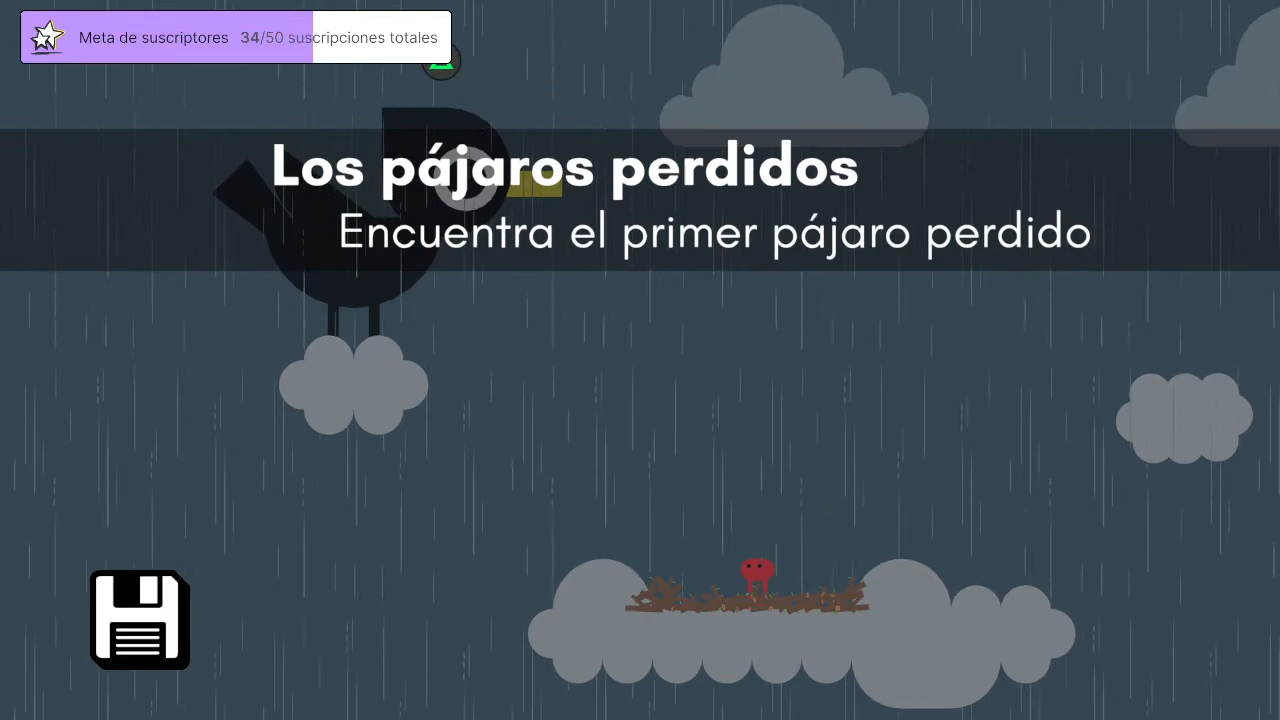 Meta de suscriptores 34/50 suscripciones totales
Los pájaros perdidos
Encuentra el primer pájaro perdido